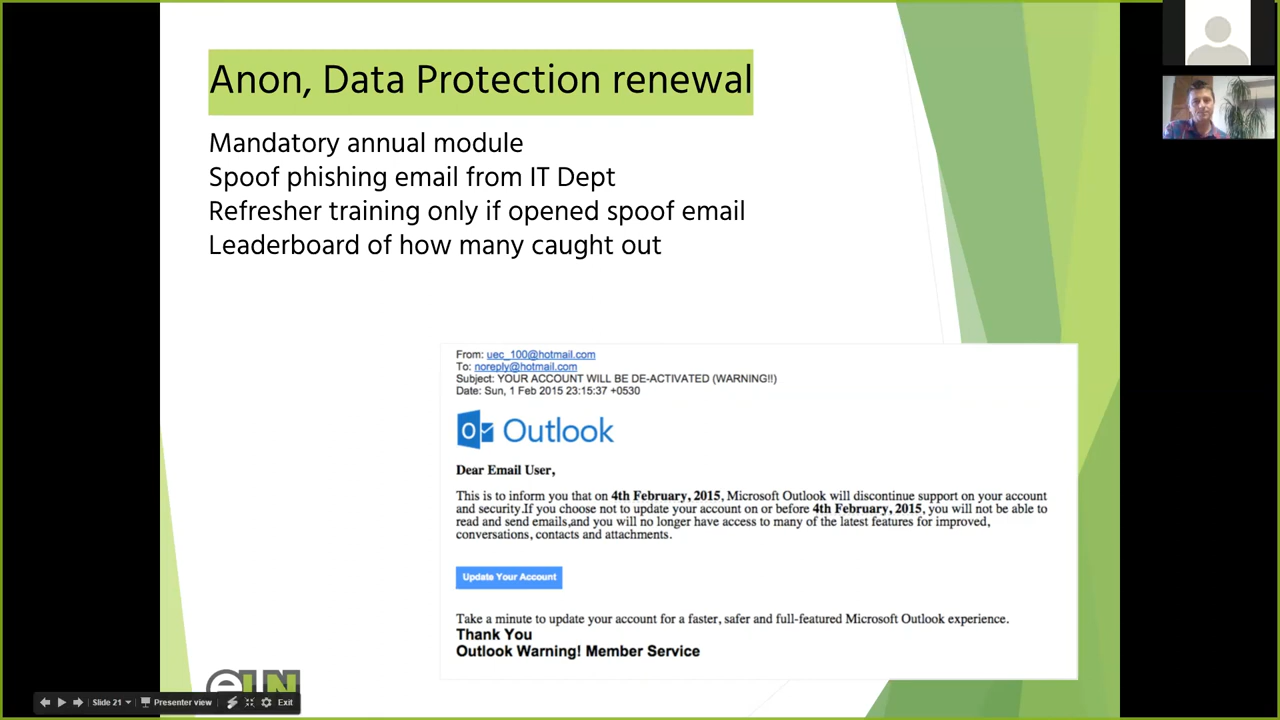 Anon, Data Protection renewal
Mandatory annual module
Spoof phishing email from IT Dept
Refresher training only if opened spoof email
Leaderboard of how many caught out
From: uec_100@hotmail.com
To: noreply@hotmail.com
Subject: YOUR ACCOUNT WILL BE DE-ACTIVATED (WARNING!!)
Date: Sun, 1 Feb 2015 23:15:37 +0530
Outlook
Dear Email User,
This is to inform you that on 4th February, 2015, Microsoft Outlook will discontinue support on your account
and security.If you choose not to update your account on or before 4th February, 2015, you will not be able to
read and send emails,and you will no longer have access to many of the latest features for improved,
conversations, contacts and attachments.
Update Your Account
Take a minute to update your account for a faster, safer and full-featured Microsoft Outlook experience.
Thank You
Outlook Warning! Member Service
eLN
Slide 21 Presenter view Exit